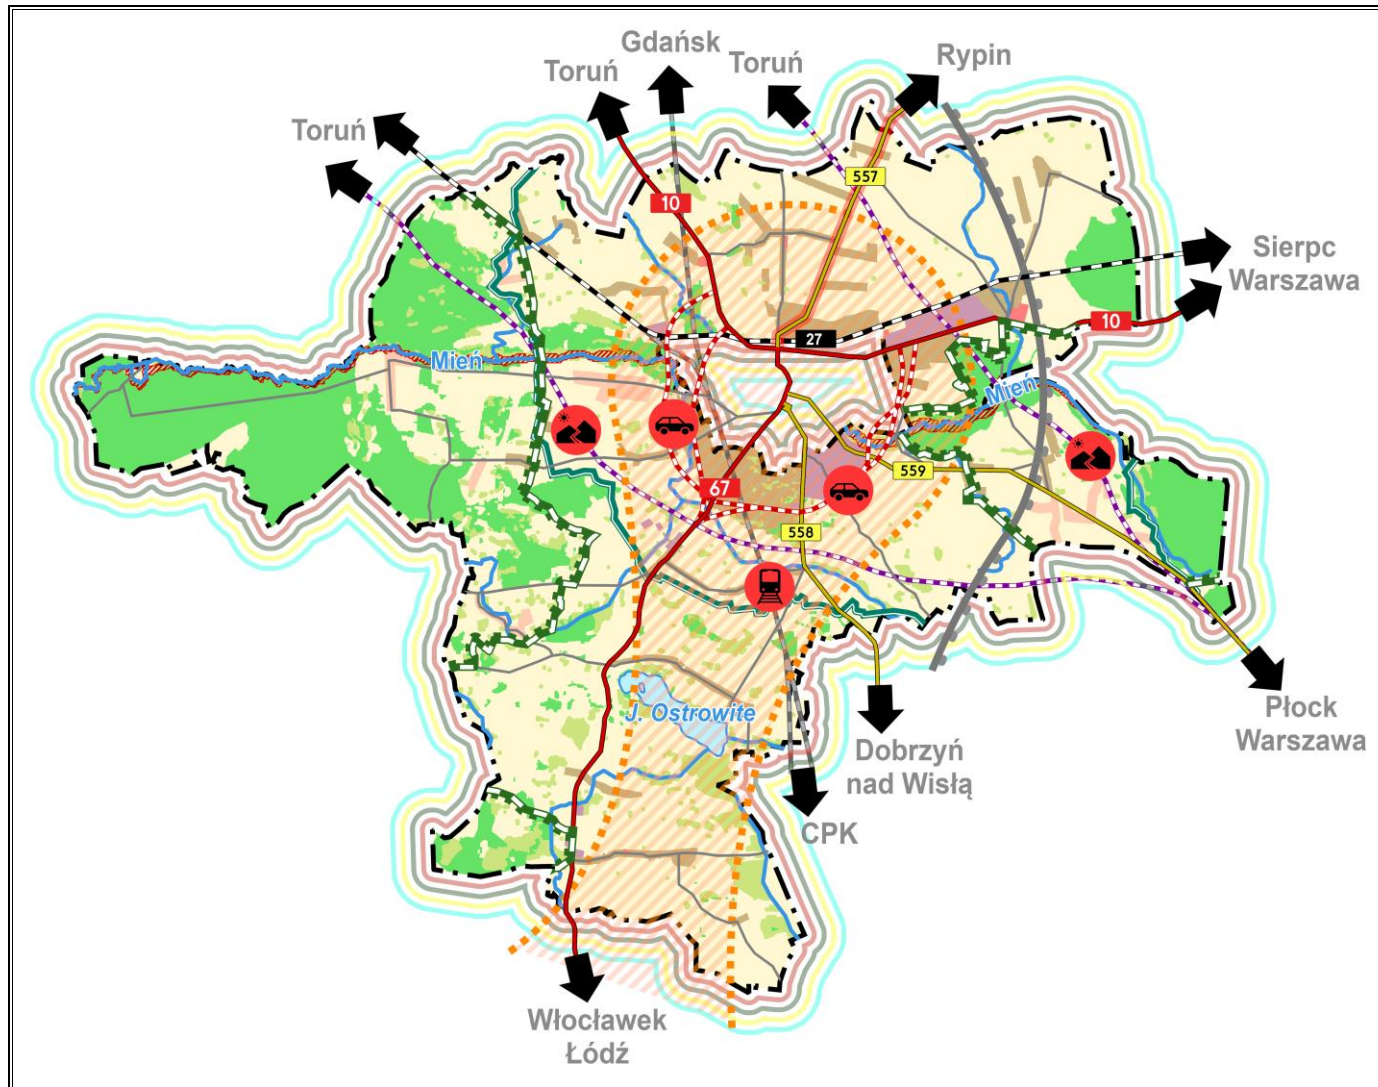 Gdańsk
Toruń
Toruń
Rypin
Toruń
557
10
Sierpc
Warszawa
10
27
Mień
Mień
67
559
558
J. Ostrowite
Płock
Warszawa
Dobrzyń
nad Wisłą
CPK
Włocławek
Łódź